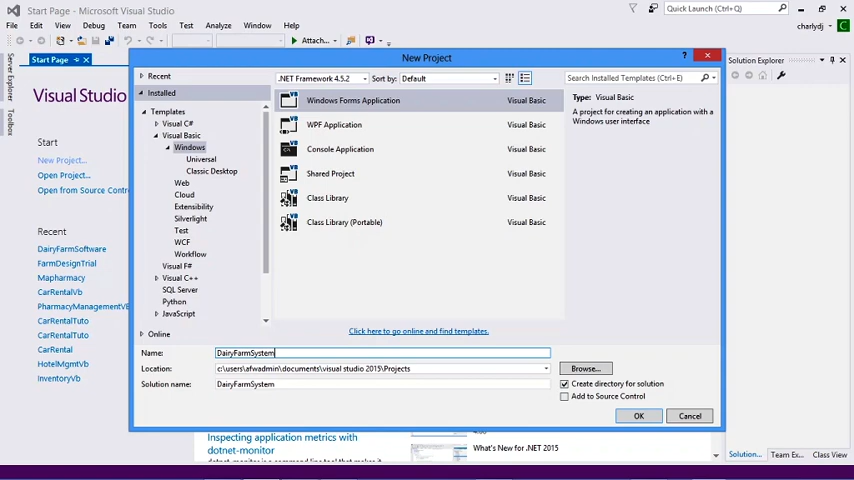 Start Page - Microsoft Visual Studio
Quick Launch (Ctrl+Q)
File Edit View Debug Team Tools Test Analyze Window Help
charlydj
Attach...
Start Page
New Project
Solution Explorer
Server Explorer
Toolbox
Visual Studio
Start
New Project...
Open Project...
Open from Source Contr
Recent
DairyFarmSoftware
FarmDesignTrial
Mapharmacy
CarRentalVb
PharmacyManagementVB
CarRentalTuto
CarRentalTuto
CarRental
HotelMgmtVb
InventoryVb
Recent
Installed
Templates
Visual C#
Visual Basic
Windows
Universal
Classic Desktop
Web
Cloud
Extensibility
Silverlight
Test
WCF
Workflow
Visual F#
Visual C++
SQL Server
Python
JavaScript
Online
.NET Framework 4.5.2 Sort by: Default
Search Installed Templates (Ctrl+E)
Windows Forms Application Visual Basic
WPF Application Visual Basic
Console Application Visual Basic
Shared Project Visual Basic
Class Library Visual Basic
Class Library (Portable) Visual Basic
Type: Visual Basic
A project for creating an application with a
Windows user interface
Click here to go online and find templates.
Name: DairyFarmSystem
Location: c:\users\afwadmin\documents\visual studio 2015\Projects
Browse...
Solution name: DairyFarmSystem
Create directory for solution
Add to Source Control
OK Cancel
Inspecting application metrics with
dotnet-monitor
What's New for .NET 2015
Solution... Team Ex... Class View